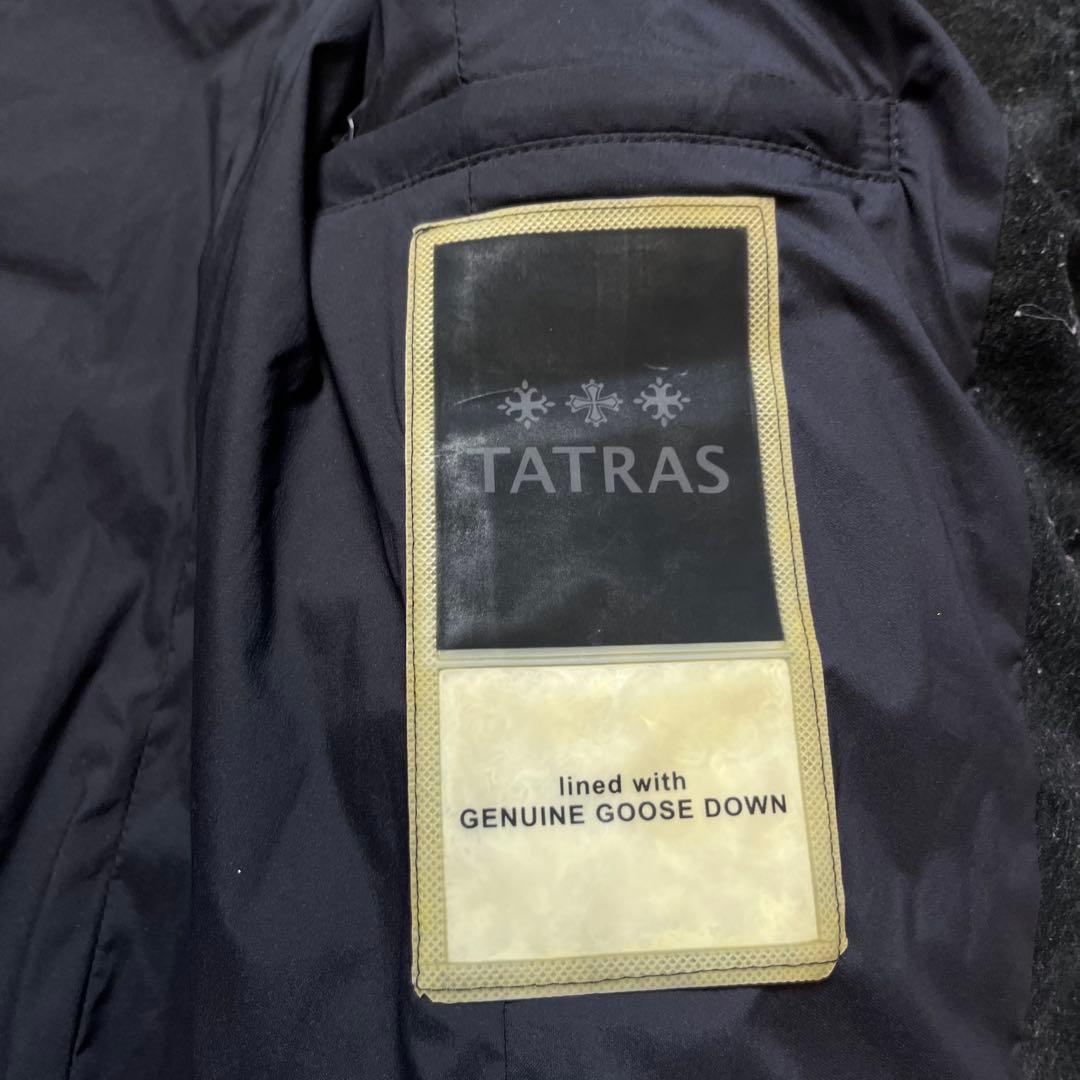 TATRAS
lined with
GENUINE GOOSE DOWN